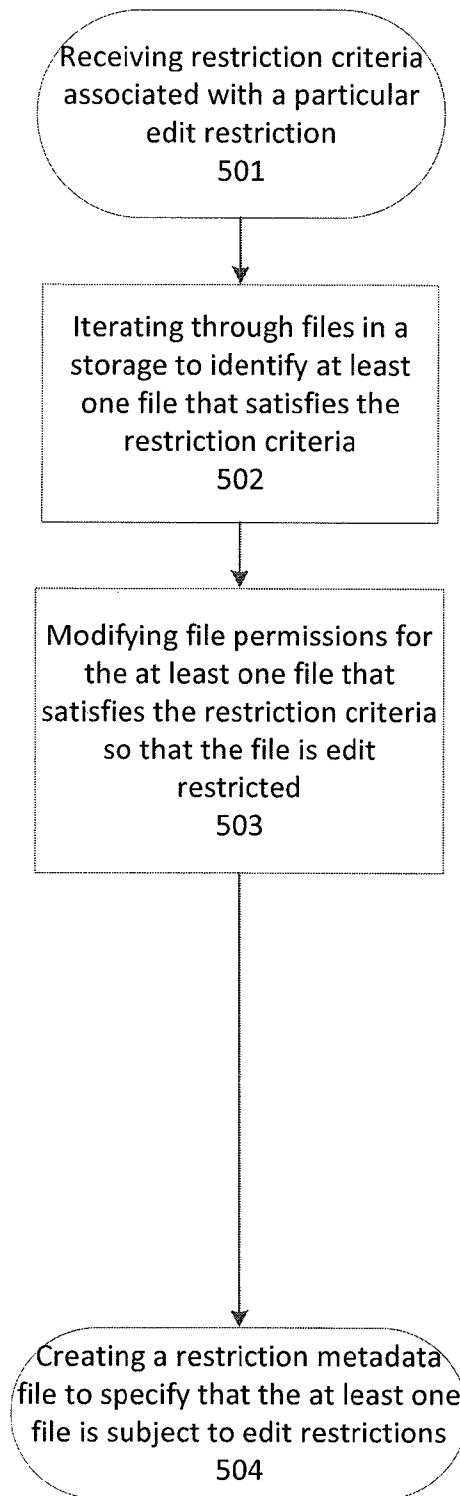 Receiving restriction criteria
associated with a particular
edit restriction
501
Iterating through files in a
storage to identify at least
one file that satisfies the
restriction criteria
502
Modifying file permissions for
the at least one file that
satisfies the restriction criteria
so that the file is edit
restricted
503
Creating a restriction metadata
file to specify that the at least one
file is subject to edit restrictions
504